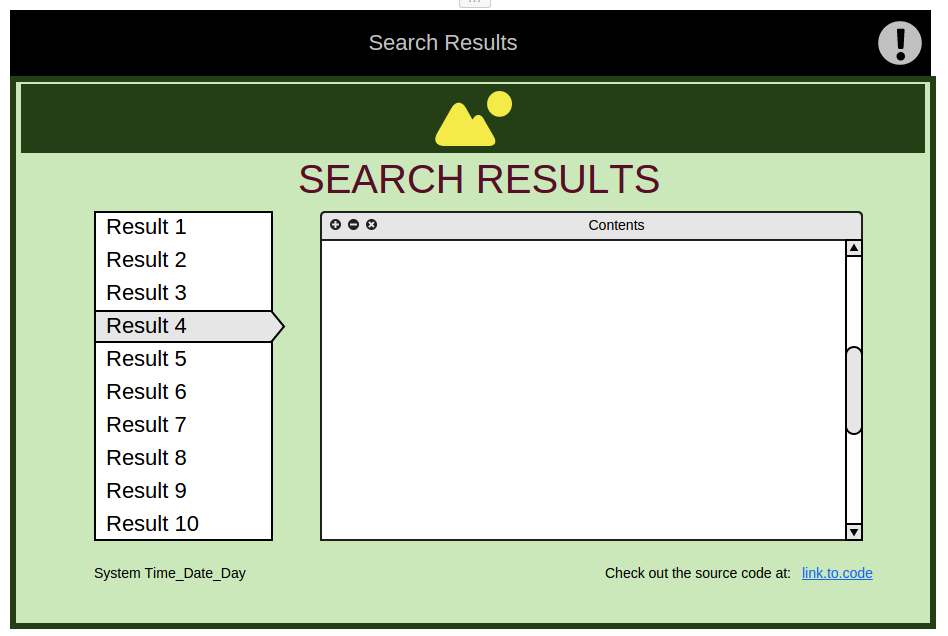 Search Results
SEARCH RESULTS
Result 1
Result 2
Result 3
Result 4
Result 5
Result 6
Result 7
Result 8
Result 9
Result 10
Contents
System Time_Date_Day
Check out the source code at: link.to.code